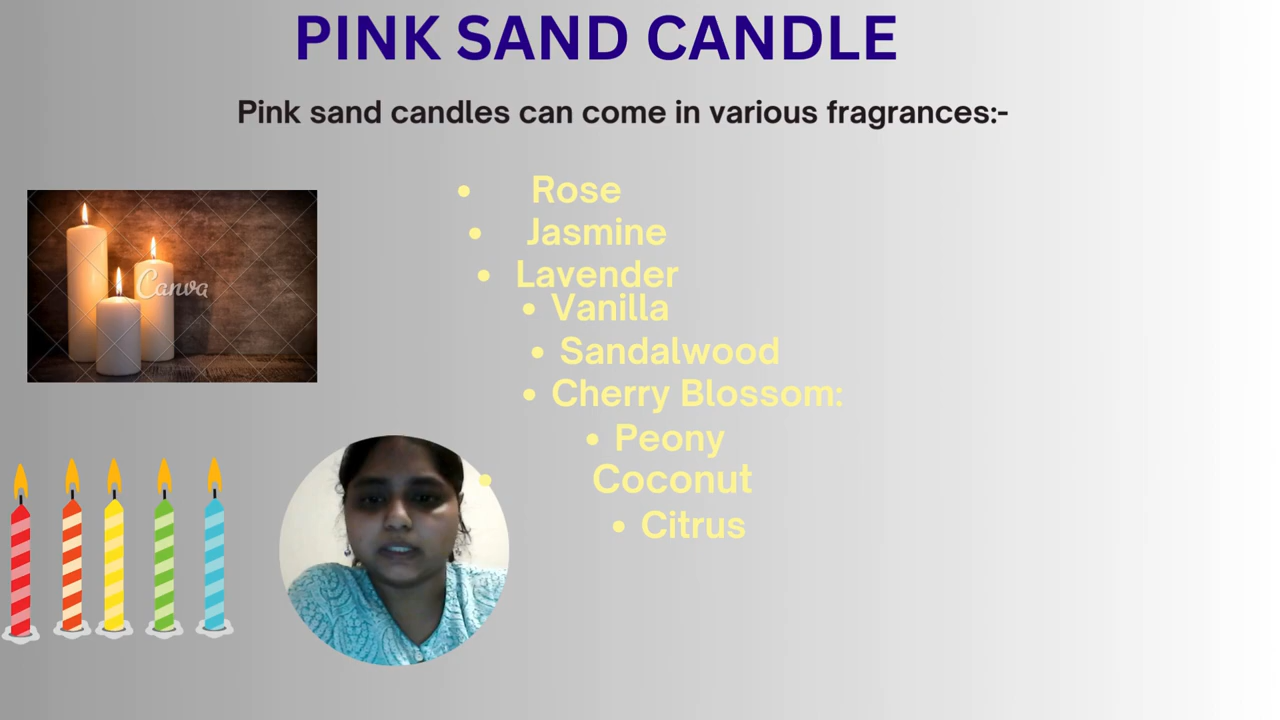 PINK SAND CANDLE
Pink sand candles can come in various fragrances:-
• Rose
• Jasmine
• Lavender
• Vanilla
• Sandalwood
• Cherry Blossom:
• Peony
• Coconut
• Citrus
Canva